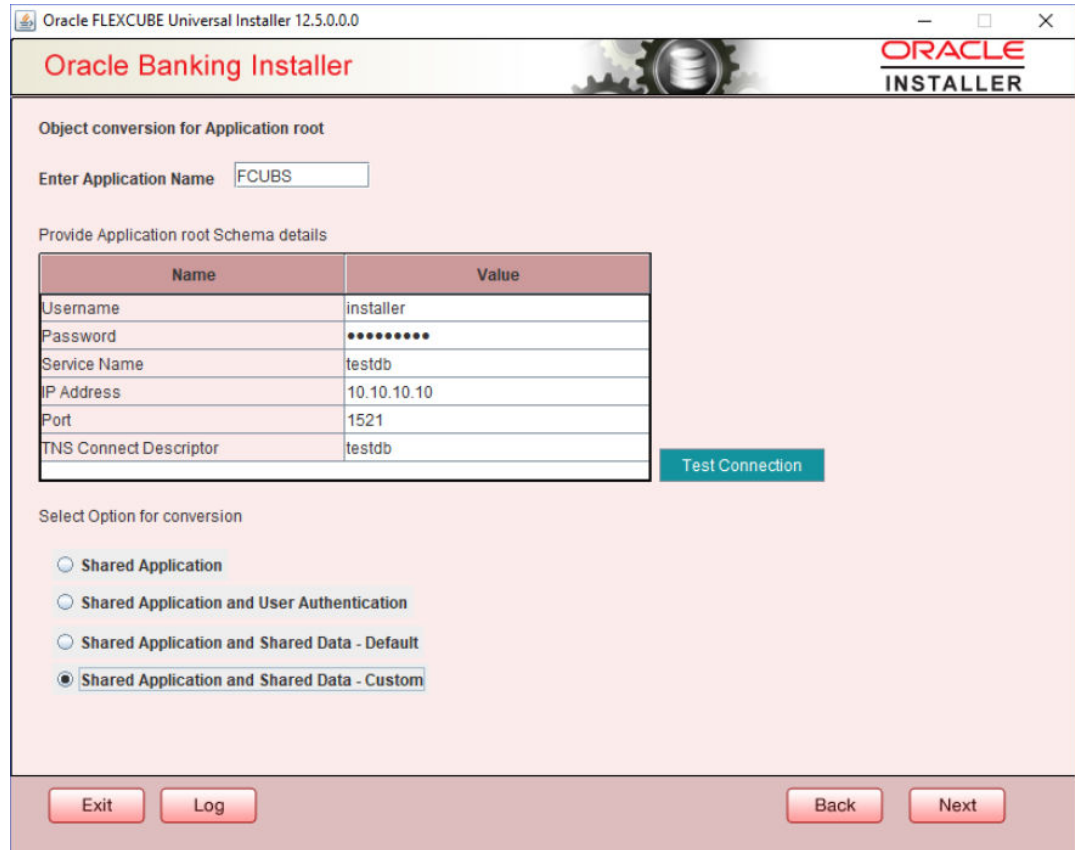 Oracle FLEXCUBE Universal Installer 12.5.0.0.0
Oracle Banking Installer
ORACLE
INSTALLER
Object conversion for Application root
Enter Application Name FCUBS
Provide Application root Schema details
Name Value
Username installer
Password •••••••••
Service Name testdb
IP Address 10.10.10.10
Port 1521
TNS Connect Descriptor testdb
Test Connection
Select Option for conversion
Shared Application
Shared Application and User Authentication
Shared Application and Shared Data - Default
Shared Application and Shared Data - Custom
Exit Log Back Next